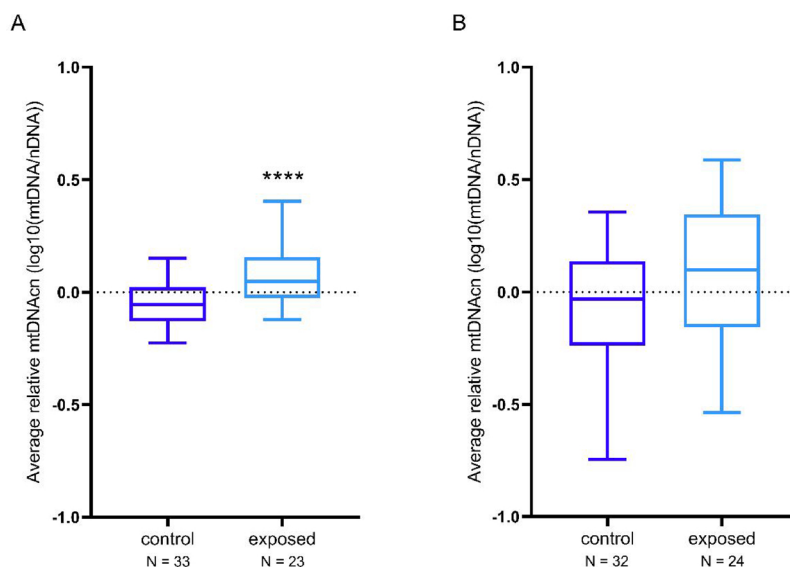 A
Average relative mtDNAcn (log10(mtDNA/nDNA))
1.0
0.5
0.0
-0.5
-1.0
****
control
exposed
N = 33
N = 23
B
Average relative mtDNAcn (log10(mtDNA/nDNA))
1.0
0.5
0.0
-0.5
-1.0
control
exposed
N = 32
N = 24